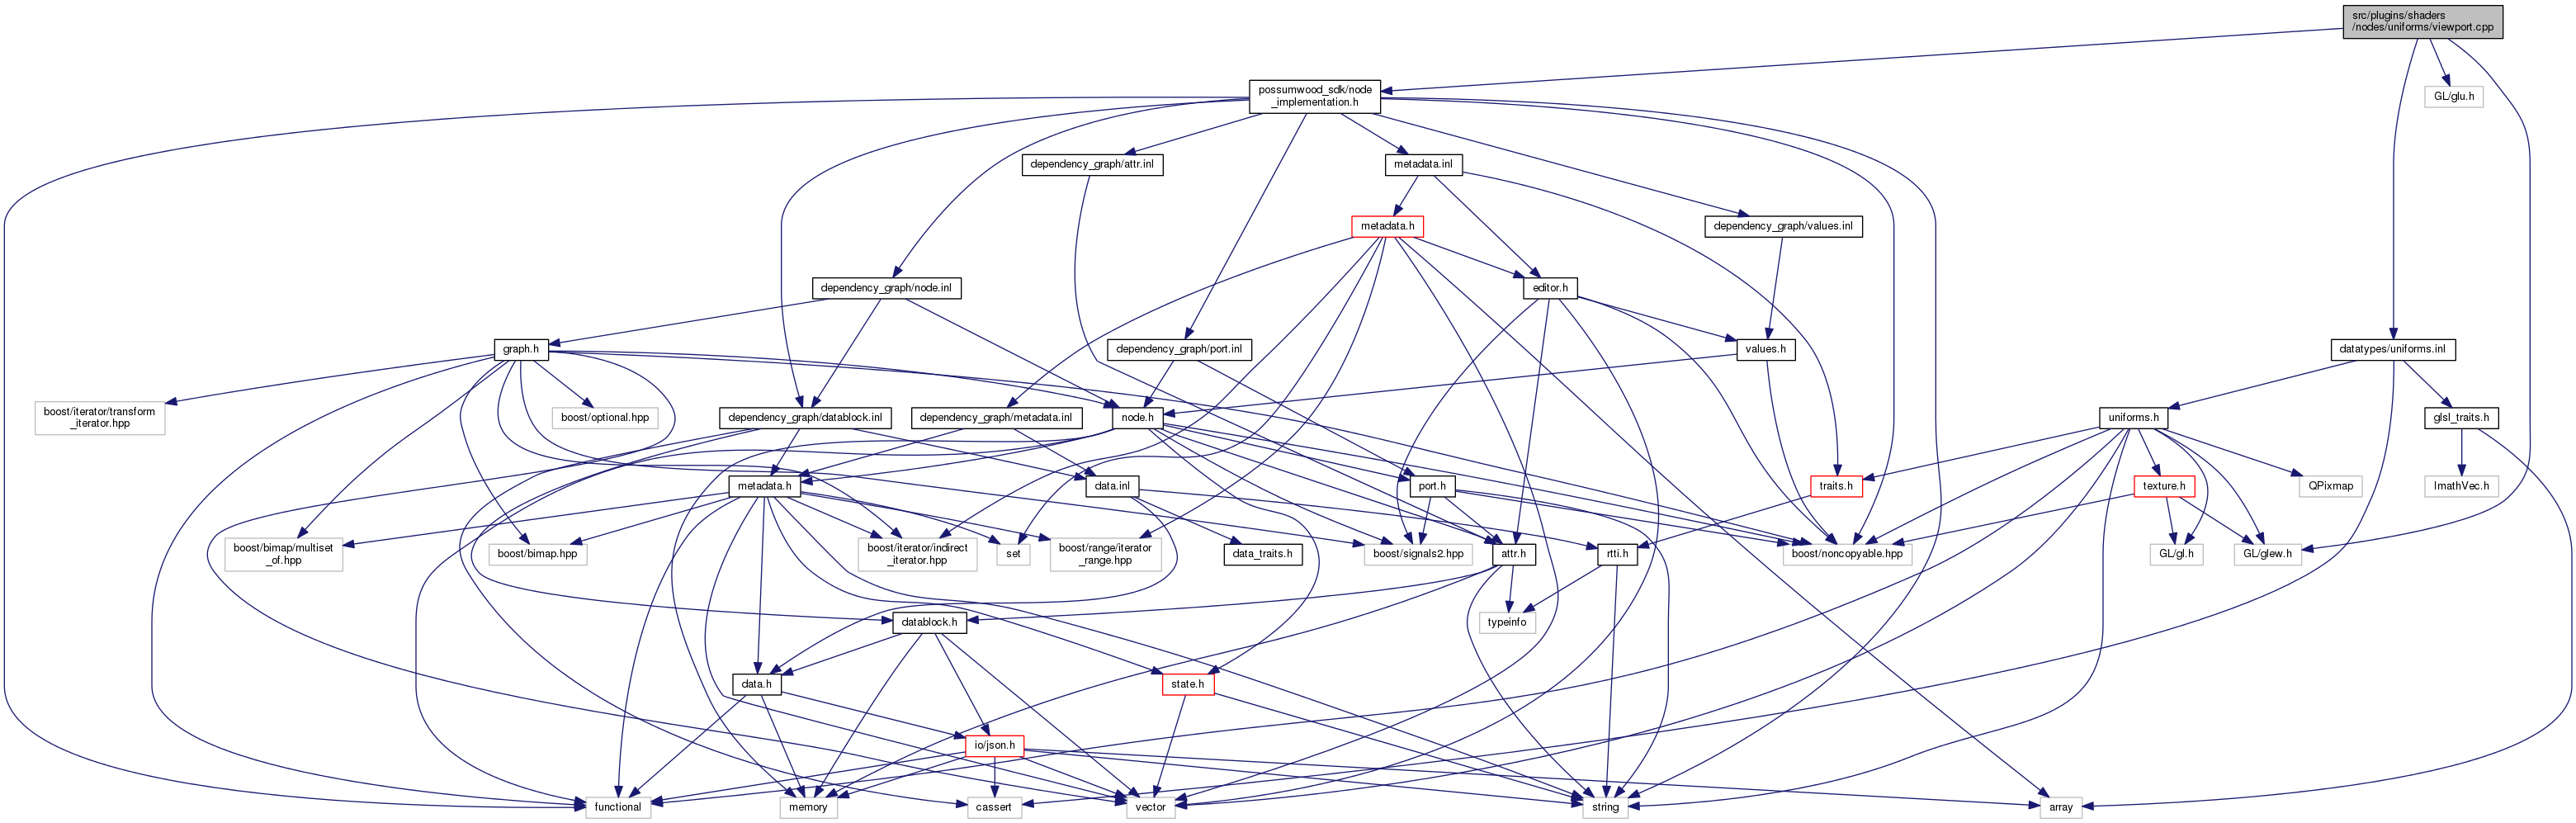 src/plugins/shaders
/nodes/uniforms/viewport.cpp
possumwood_sdk/node
_implementation.h
GL/glu.h
dependency_graph/attr.inl
metadata.inl
metadata.h
dependency_graph/values.inl
dependency_graph/node.inl
editor.h
graph.h
dependency_graph/port.inl
values.h
datatypes/uniforms.inl
boost/iterator/transform
_iterator.hpp
boost/optional.hpp
dependency_graph/datablock.inl
dependency_graph/metadata.inl
node.h
uniforms.h
glsl_traits.h
metadata.h
data.inl
port.h
traits.h
texture.h
QPixmap
ImathVec.h
boost/bimap/multiset
_of.hpp
boost/bimap.hpp
boost/iterator/indirect
_iterator.hpp
set
boost/range/iterator
_range.hpp
data_traits.h
boost/signals2.hpp
attr.h
rtti.h
boost/noncopyable.hpp
GL/gl.h
GL/glew.h
datablock.h
typeinfo
data.h
state.h
io/json.h
functional
memory
cassert
vector
string
array